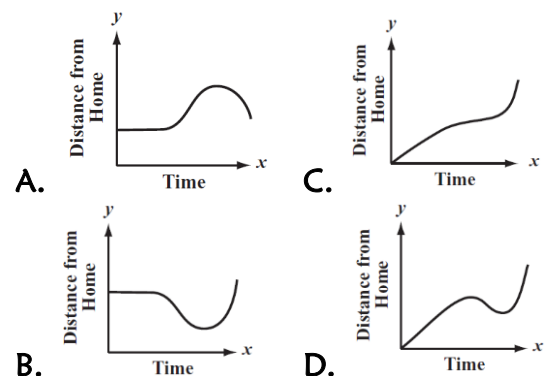 y
Distance from
Home
x
Time
A.
y
Distance from
Home
x
Time
C.
y
Distance from
Home
x
Time
B.
y
Distance from
Home
x
Time
D.